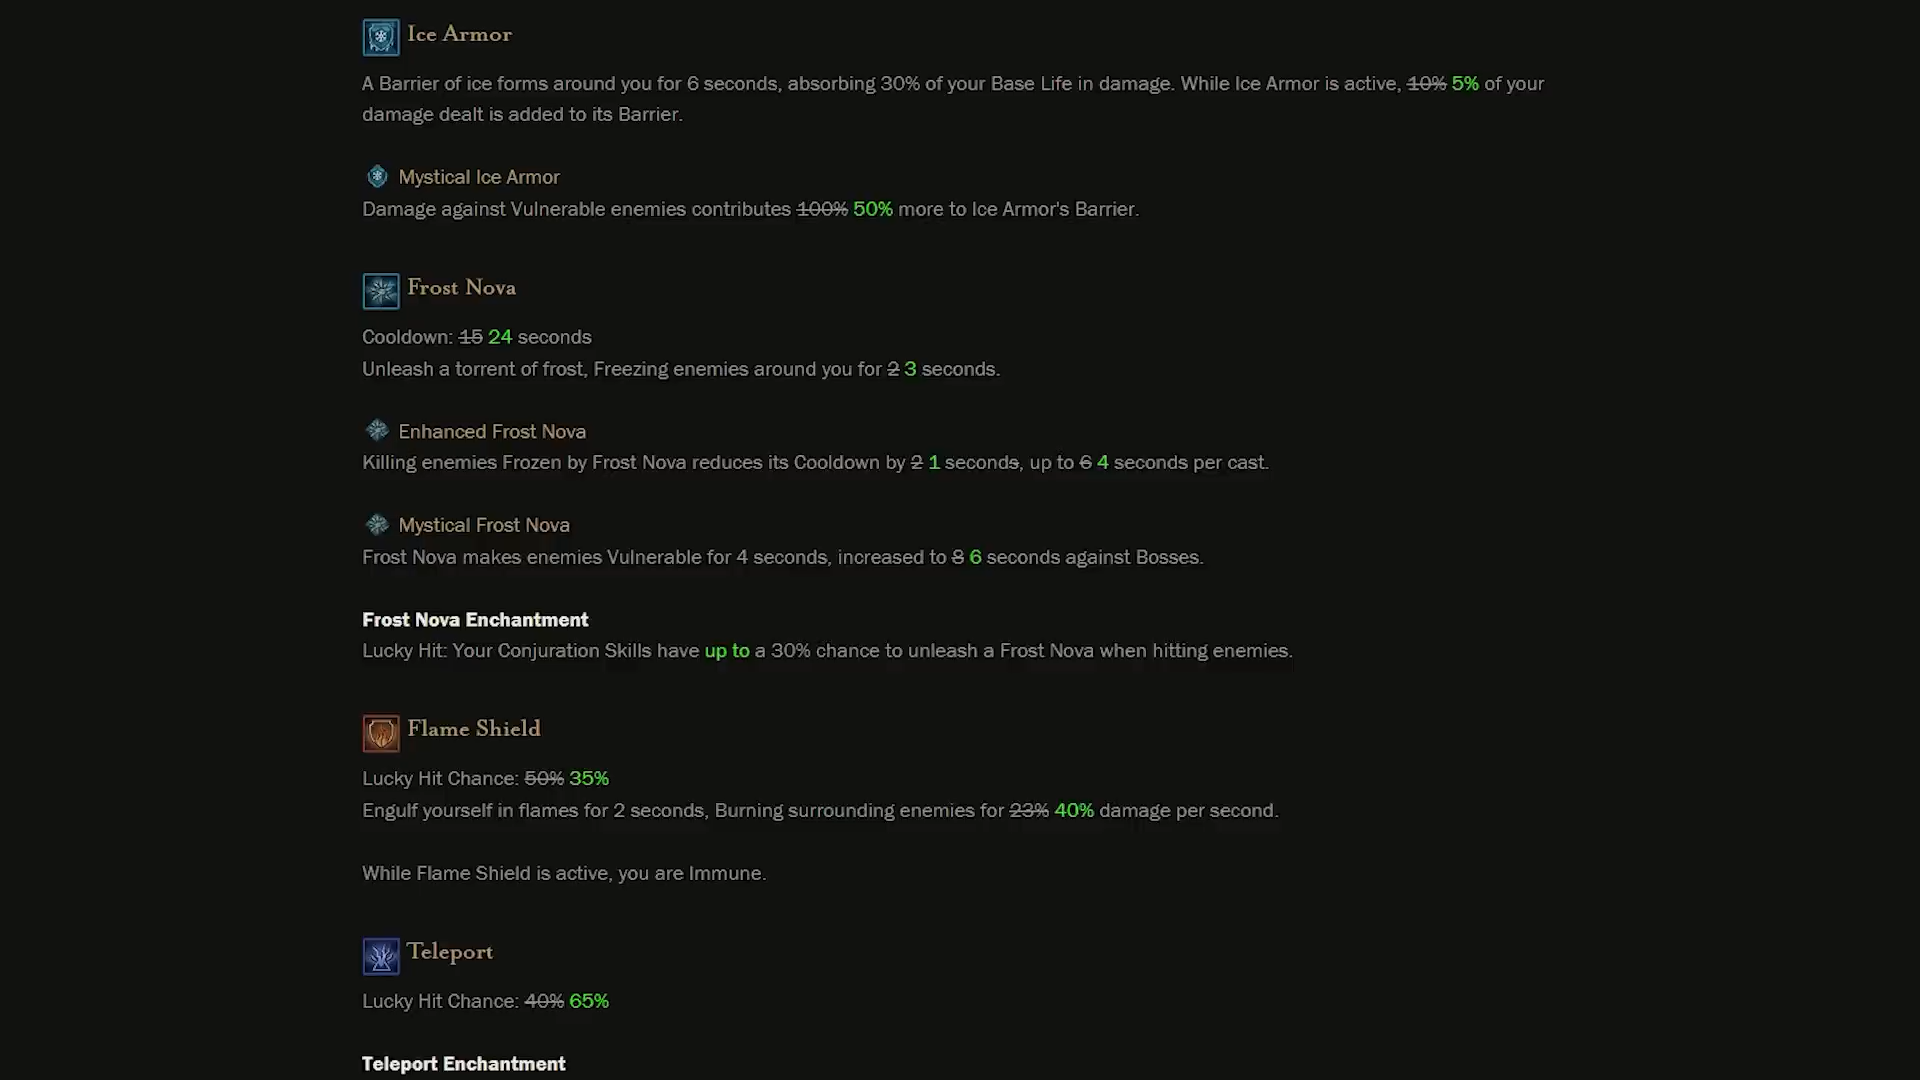 Ice Armor
A Barrier of ice forms around you for 6 seconds, absorbing 30% of your Base Life in damage. While Ice Armor is active, 10% 5% of your
damage dealt is added to its Barrier.
Mystical Ice Armor
Damage against Vulnerable enemies contributes 100% 50% more to Ice Armor's Barrier.
Frost Nova
Cooldown: 15 24 seconds
Unleash a torrent of frost, Freezing enemies around you for 2 3 seconds.
Enhanced Frost Nova
Killing enemies Frozen by Frost Nova reduces its Cooldown by 2 1 seconds, up to 6 4 seconds per cast.
Mystical Frost Nova
Frost Nova makes enemies Vulnerable for 4 seconds, increased to 8 6 seconds against Bosses.
Frost Nova Enchantment
Lucky Hit: Your Conjuration Skills have up to a 30% chance to unleash a Frost Nova when hitting enemies.
Flame Shield
Lucky Hit Chance: 50% 35%
Engulf yourself in flames for 2 seconds, Burning surrounding enemies for 23% 40% damage per second.
While Flame Shield is active, you are Immune.
Teleport
Lucky Hit Chance: 40% 65%
Teleport Enchantment